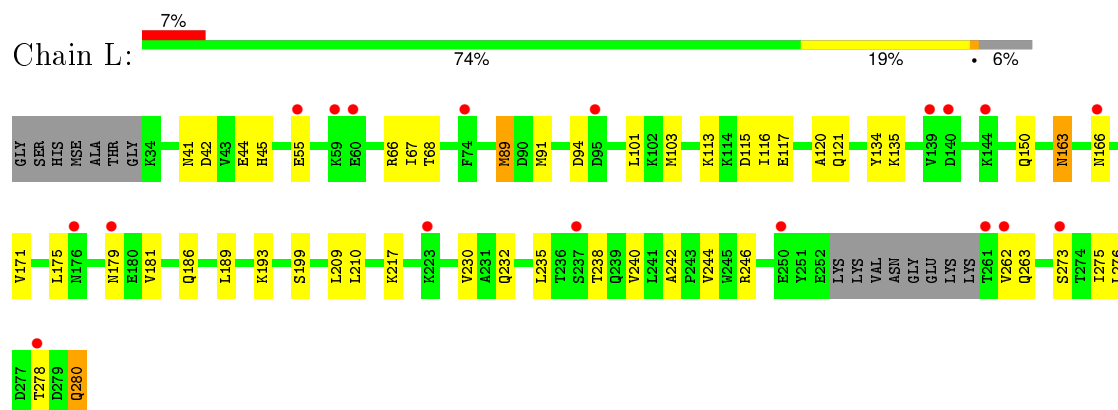 7%
Chain L:
74% 19% • 6%
GLY SER HIS MSE ALA THR GLY K34 N41 D42 V43 E44 H45 E55 K59 E60 R66 I67 T68 F74 M89 D90 M91 D94 D95 L101 K102 M103 K113 K114 D115 I116 E117 A120 Q121 Y134 K135 V139 D140 K144 Q150 N163 N166
V171 L175 N176 N179 E180 V181 Q186 L189 K193 S199 L209 L210 K217 K223 V230 A231 Q232 L235 T236 S237 T238 Q239 V240 L241 A242 P243 V244 W245 R246 E250 Y251 E252 LYS LYS VAL ASN GLY GLU LYS LYS T261 V262 Q263 S273 T274 I275 L276
D277 T278 D279 Q280